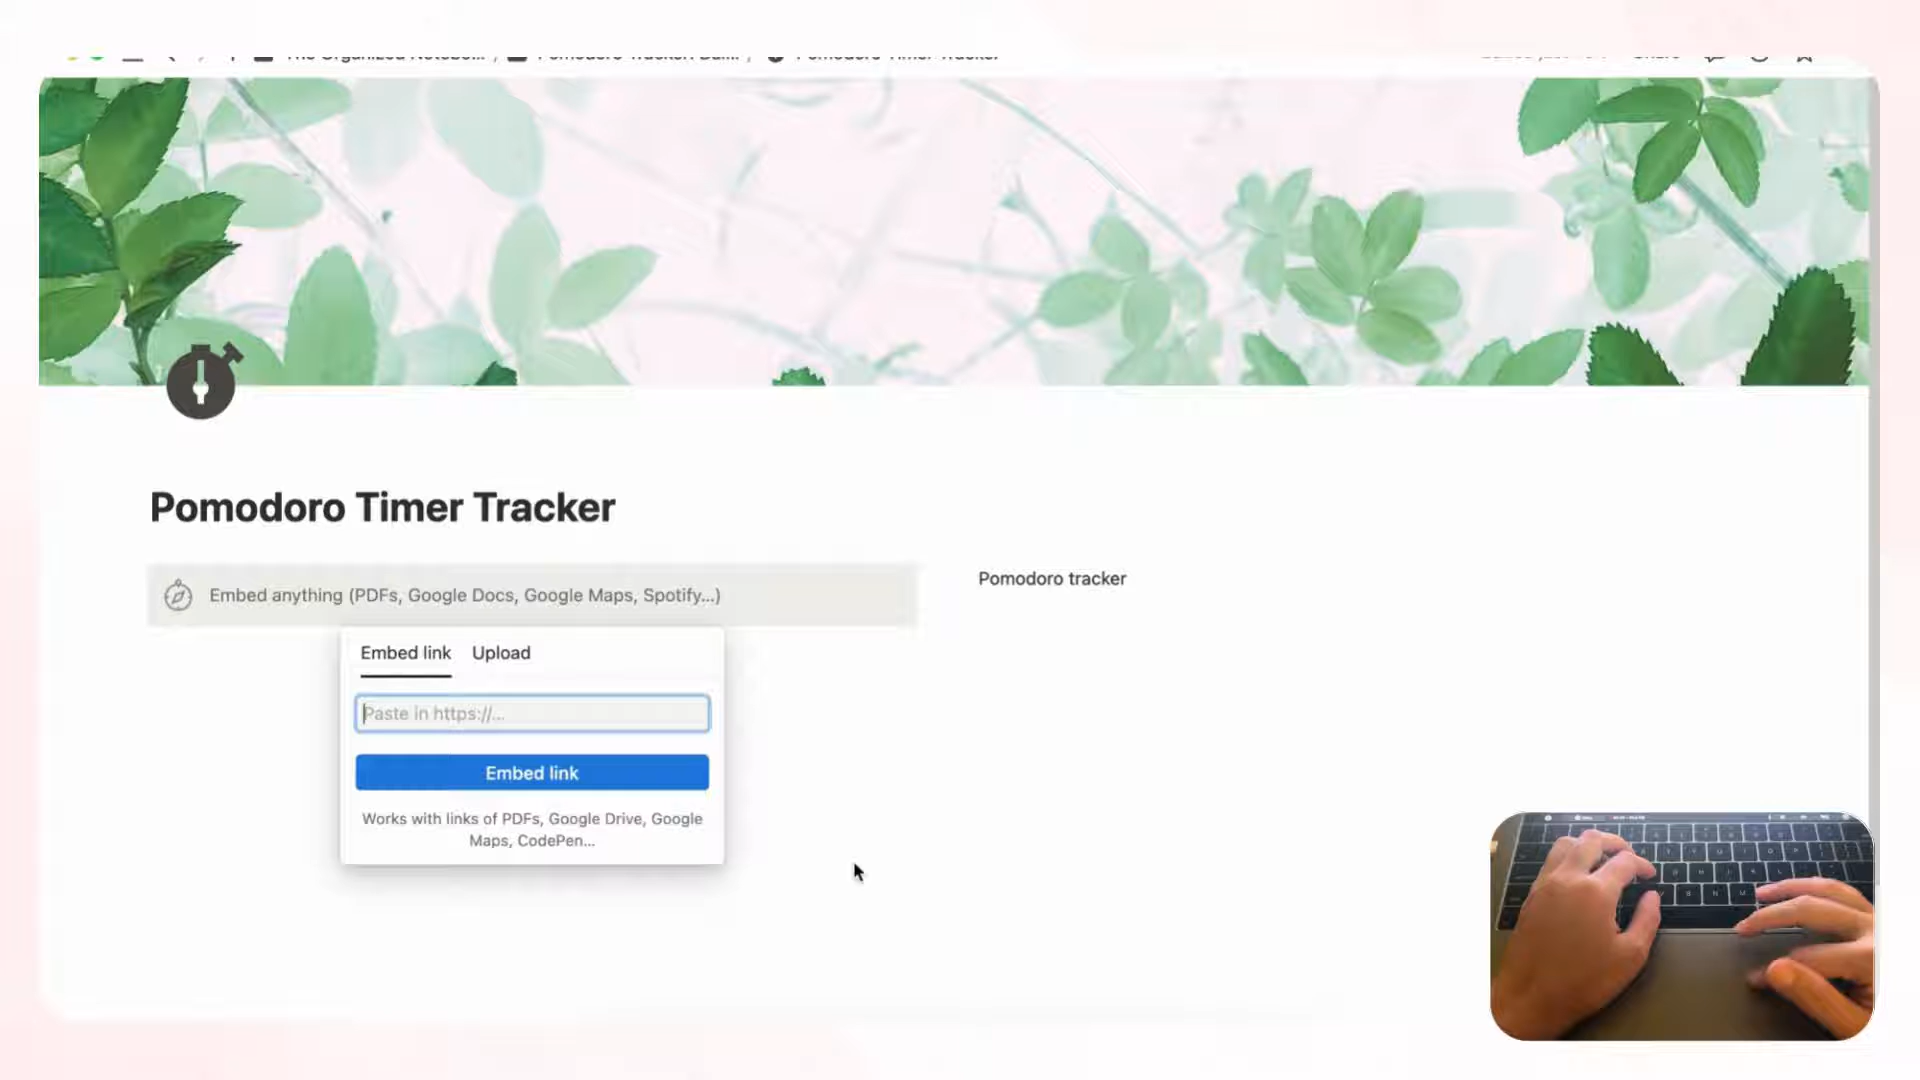 Pomodoro Timer Tracker
Embed anything (PDFs, Google Docs, Google Maps, Spotify...)
Pomodoro tracker
Embed link Upload
Paste in https://...
Embed link
Works with links of PDFs, Google Drive, Google
Maps, CodePen...